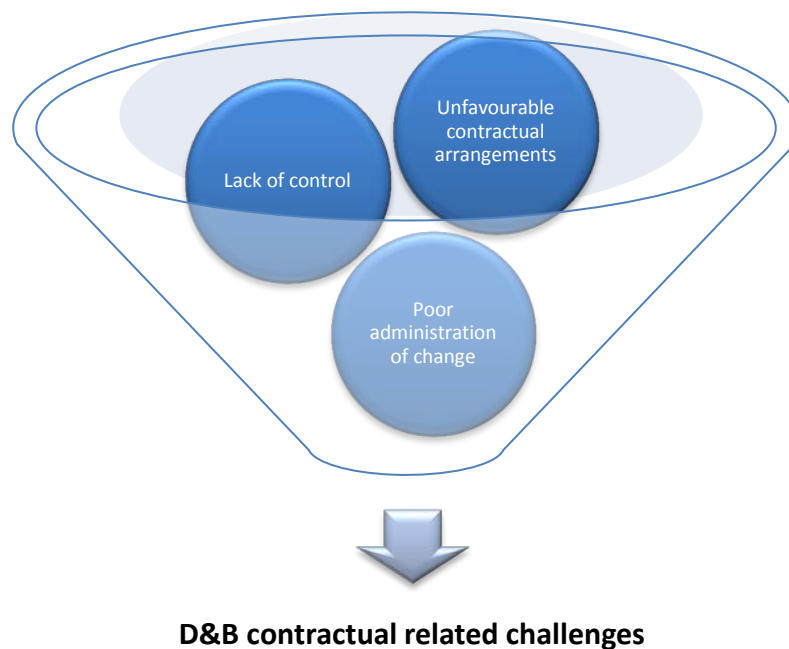 Unfavourable
contractual
arrangements
Lack of control
Poor
administration
of change
D&B contractual related challenges